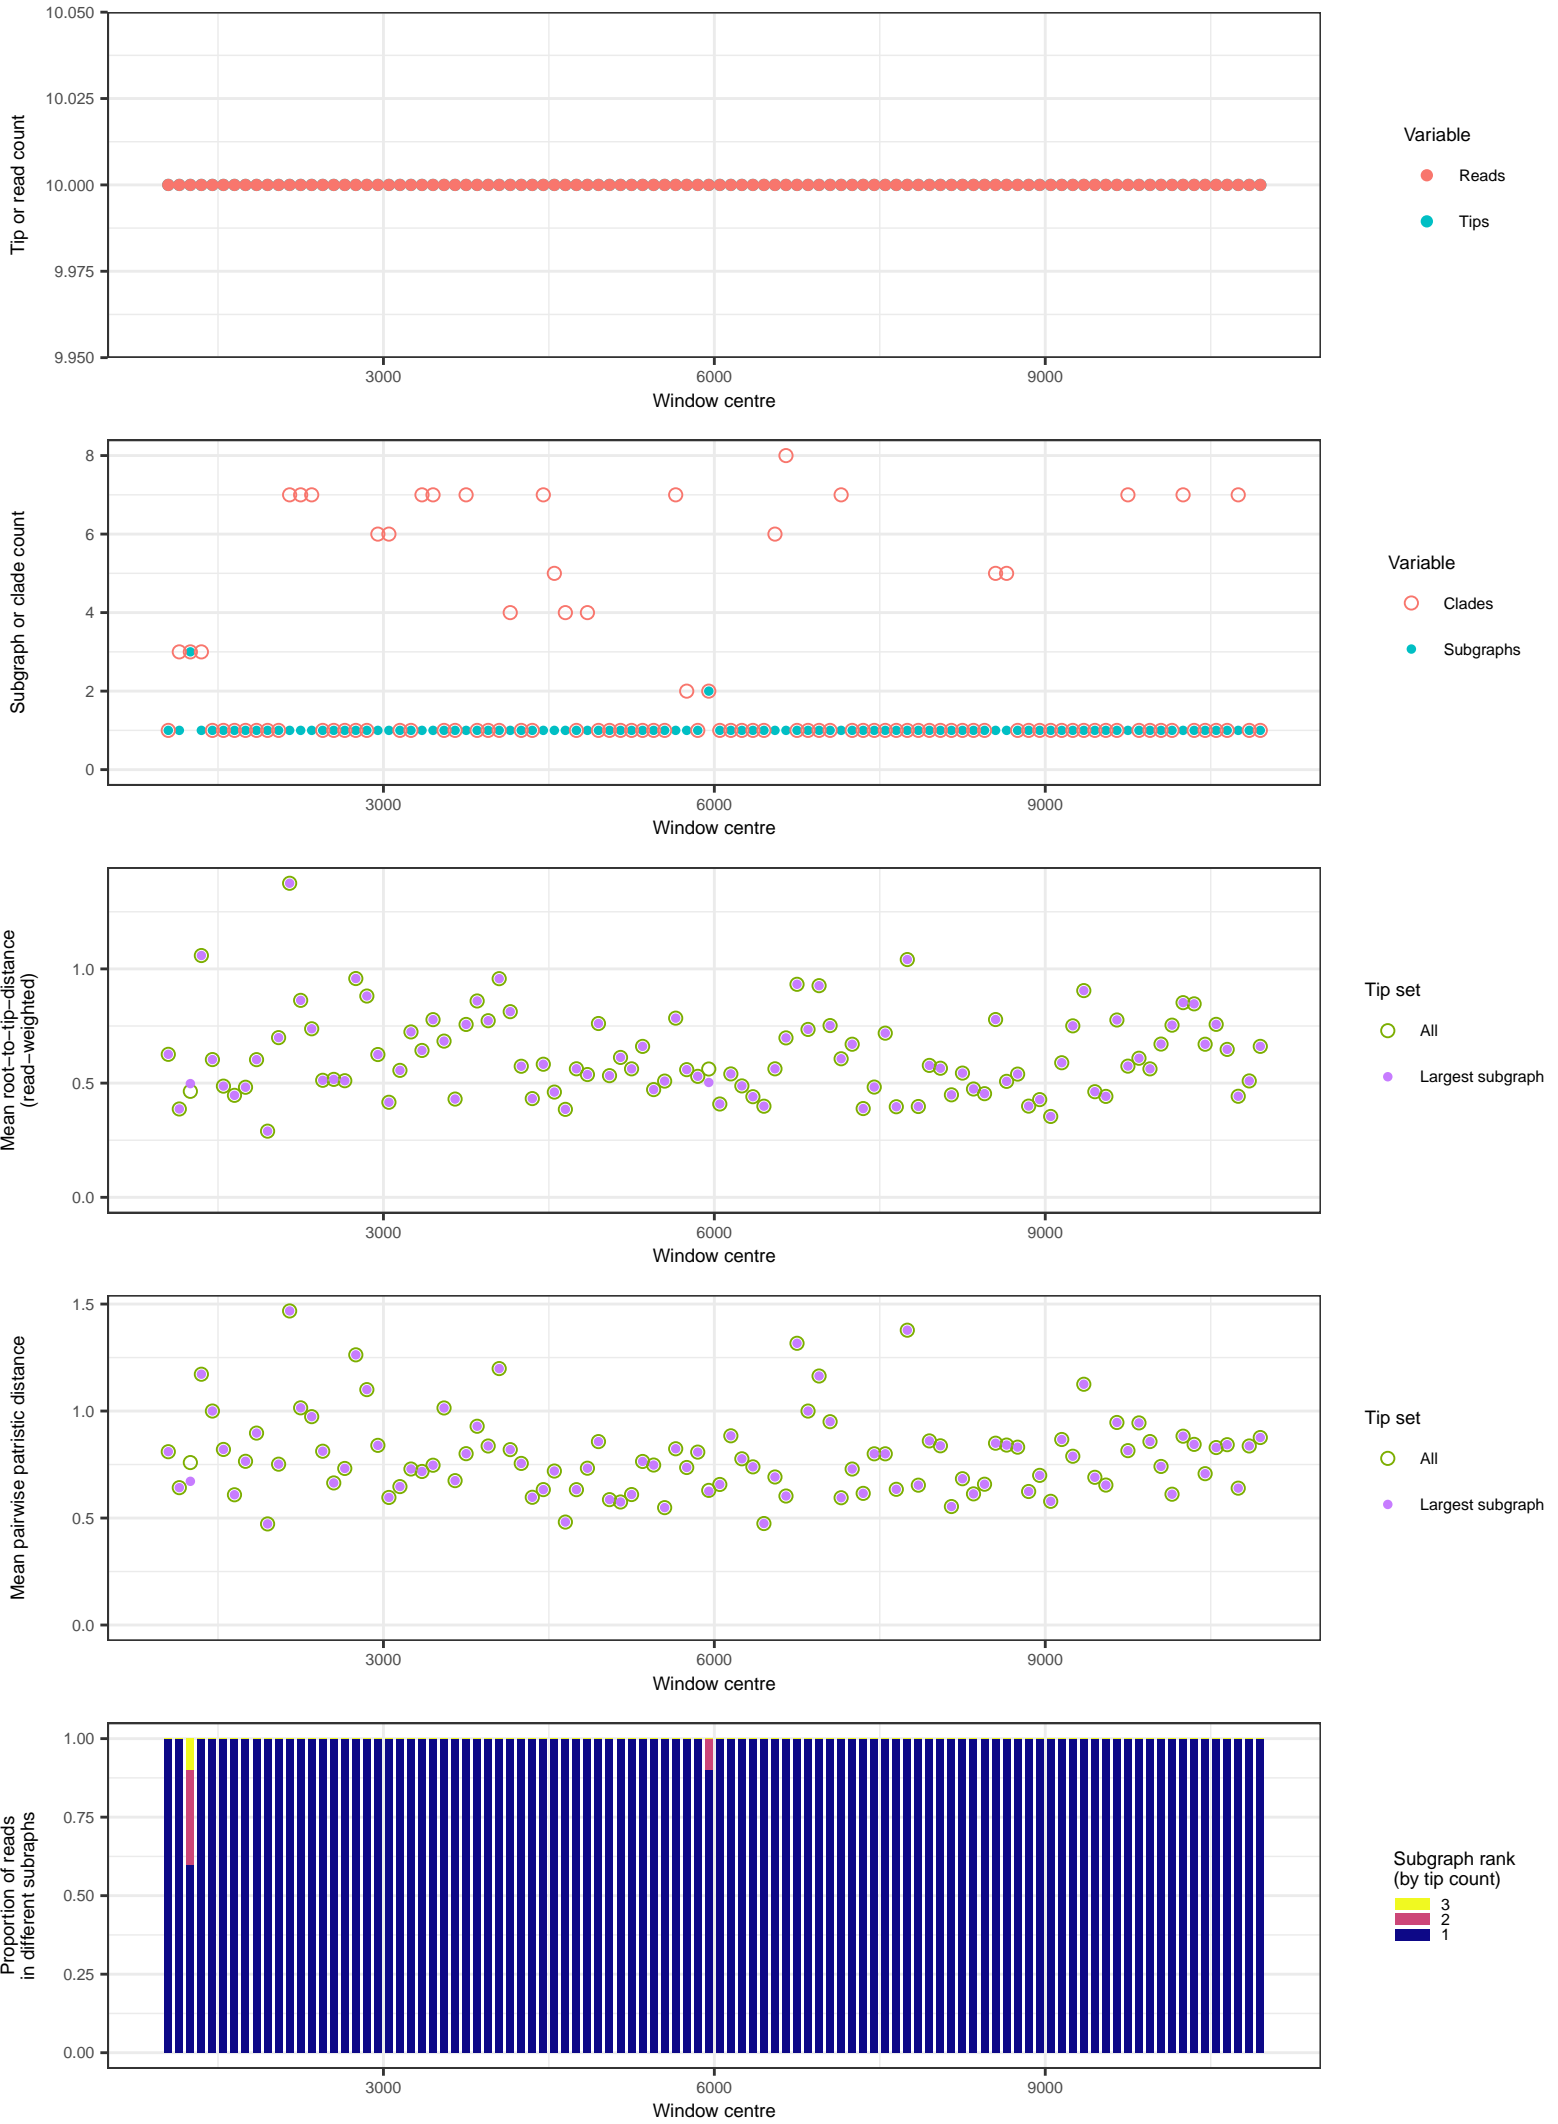 10.050
10.025
10.000
9.975
9.950
Tip or read count
3000
6000
9000
Window centre
Variable
Reads
Tips
8
6
4
2
0
Subgraph or clade count
3000
6000
9000
Window centre
Variable
Clades
Subgraphs
1.0
0.5
0.0
Mean root−to−tip−distance
(read−weighted)
3000
6000
9000
Window centre
Tip set
All
Largest subgraph
1.5
1.0
0.5
0.0
Mean pairwise patristic distance
3000
6000
9000
Window centre
Tip set
All
Largest subgraph
1.00
0.75
0.50
0.25
0.00
Proportion of reads
in different subraphs
3000
6000
9000
Window centre
Subgraph rank
(by tip count)
3
2
1